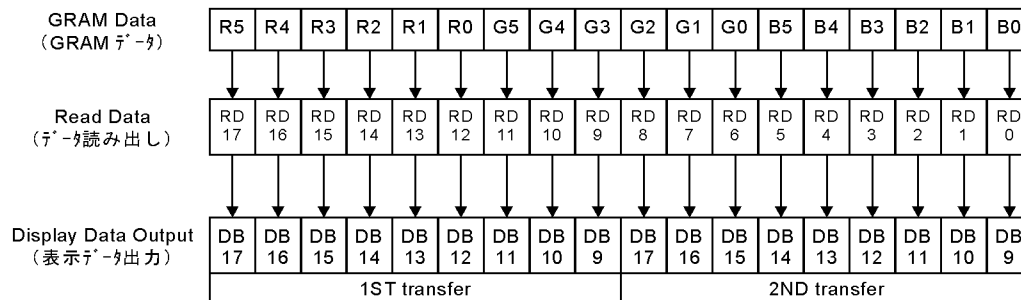 GRAM Data
(GRAM ﾃﾞｰﾀ)
R5 R4 R3 R2 R1 R0 G5 G4 G3 G2 G1 G0 B5 B4 B3 B2 B1 B0
Read Data
(ﾃﾞｰﾀ読み出し)
RD RD RD RD RD RD RD RD RD RD RD RD RD RD RD RD RD RD
17 16 15 14 13 12 11 10 9 8 7 6 5 4 3 2 1 0
Display Data Output
(表示ﾃﾞｰﾀ出力)
DB DB DB DB DB DB DB DB DB DB DB DB DB DB DB DB DB DB
17 16 15 14 13 12 11 10 9 17 16 15 14 13 12 11 10 9
1ST transfer 2ND transfer